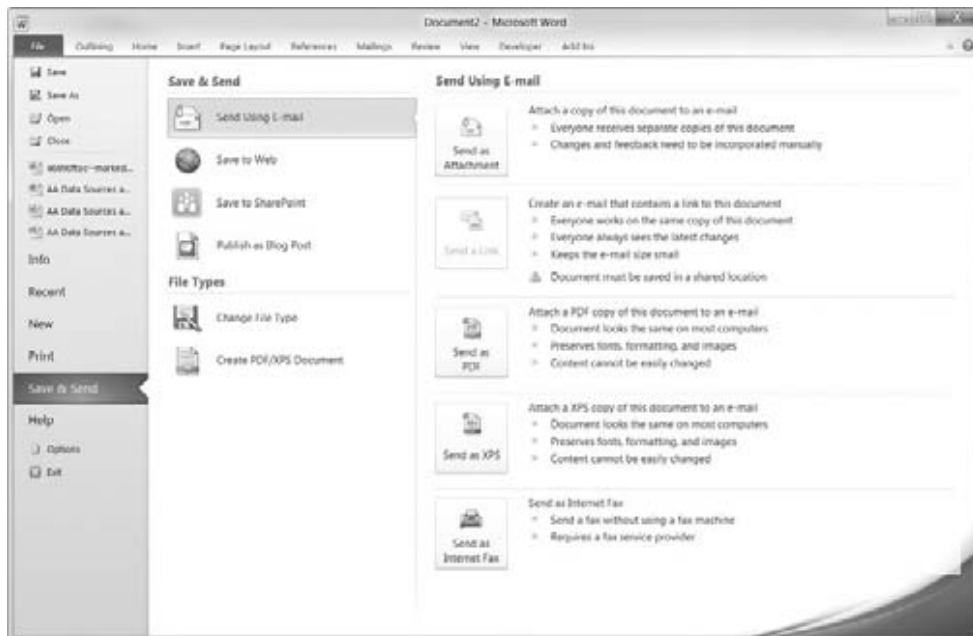 Document2 - Microsoft Word
File Outlining Home Insert Page Layout References Mailings Review View Developer Add-Ins
Save
Save As
Open
Close
AA Data Sources a...
AA Data Sources a...
AA Data Sources a...
Info
Recent
New
Print
Save & Send
Help
Options
Exit
Save & Send
Send Using E-mail
Save to Web
Save to SharePoint
Publish as Blog Post
File Types
Change File Type
Create PDF/XPS Document
Send Using E-mail
Send as
Attachment
Attach a copy of this document to an e-mail
Everyone receives separate copies of this document
Changes and feedback need to be incorporated manually
Send a Link
Create an e-mail that contains a link to this document
Everyone works on the same copy of this document
Everyone always sees the latest changes
Keeps the e-mail size small
Document must be saved in a shared location
Send as
PDF
Attach a PDF copy of this document to an e-mail
Document looks the same on most computers
Preserves fonts, formatting, and images
Content cannot be easily changed
Send as XPS
Attach a XPS copy of this document to an e-mail
Document looks the same on most computers
Preserves fonts, formatting, and images
Content cannot be easily changed
Send as
Internet Fax
Send as Internet Fax
Send a fax without using a fax machine
Requires a fax service provider